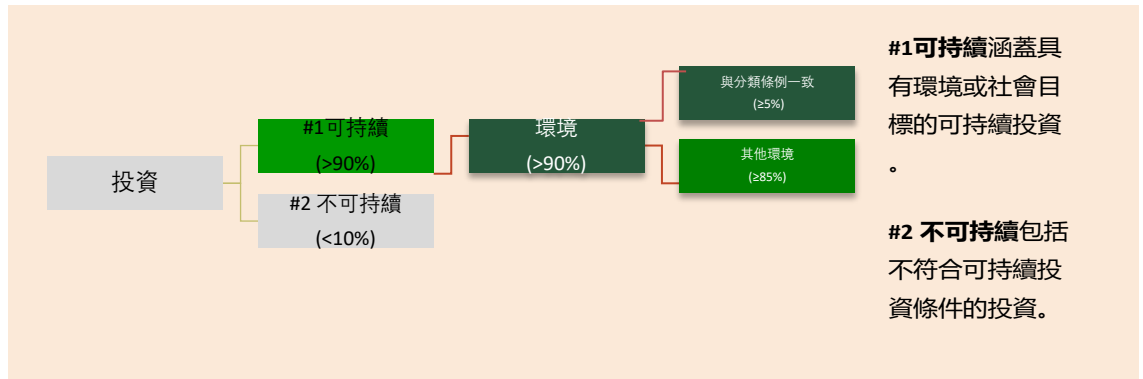 投資
#1可持續
(>90%)
#2 不可持續
(<10%)
環境
(>90%)
與分類條例一致
(≥5%)
其他環境
(≥85%)
#1可持續涵蓋具
有環境或社會目
標的可持續投資
。
#2 不可持續包括
不符合可持續投
資條件的投資。